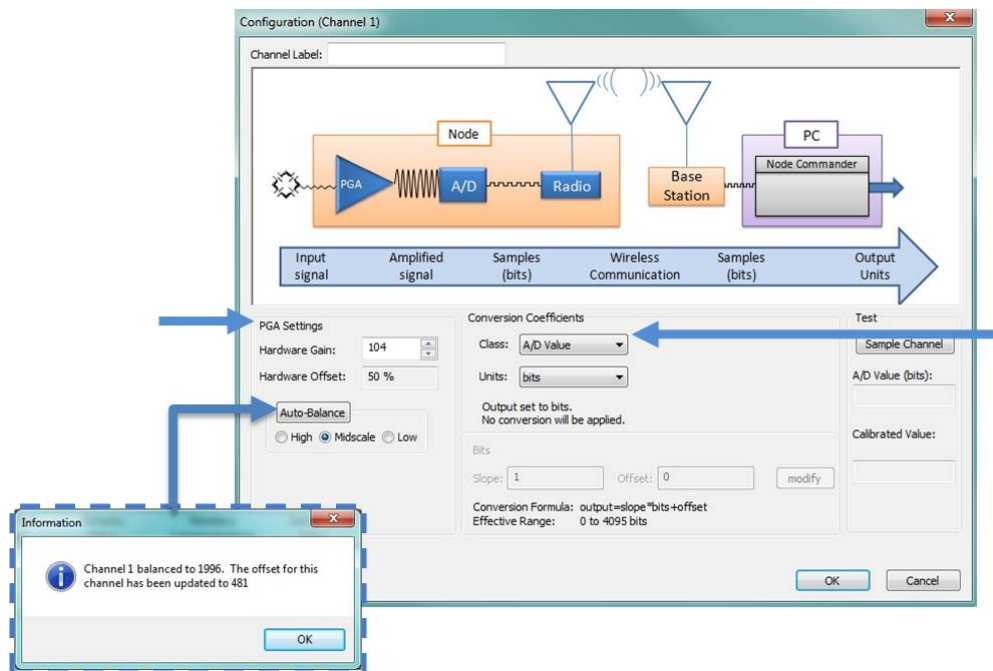 Configuration (Channel 1)
Channel Label:
Node
PGA
A/D
Radio
Base
Station
PC
Node Commander
Input
signal
Amplified
signal
Samples
(bits)
Wireless
Communication
Samples
(bits)
Output
Units
PGA Settings
Hardware Gain: 104
Hardware Offset: 50 %
Auto-Balance
High Midscale Low
Conversion Coefficients
Class: A/D Value
Units: bits
Output set to bits.
No conversion will be applied.
Bits
Slope: 1 Offset: 0 modify
Conversion Formula: output=slope*bits+offset
Effective Range: 0 to 4095 bits
Test
Sample Channel
A/D Value (bits):
Calibrated Value:
OK Cancel
Information
Channel 1 balanced to 1996. The offset for this
channel has been updated to 481
OK